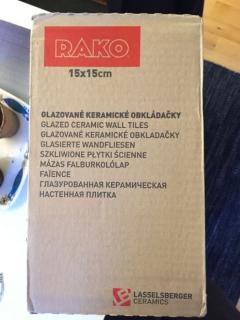 RAKO
15x15cm
GLAZOVANÉ KERAMICKÉ OBKLÁDAČKY
GLAZED CERAMIC WALL TILES
GLAZOVANÉ KERAMICKÉ OBKLADAČKY
GLASIERTE WANDFLIESEN
SZKLIWIONE PŁYTKI ŚCIENNE
MÁZAS FALBURKOLÓLAP
FAÏENCE
ГЛАЗУРОВАННАЯ КЕРАМИЧЕСКАЯ
НАСТЕННАЯ ПЛИТКА
LASSELSBERGER
CERAMICS